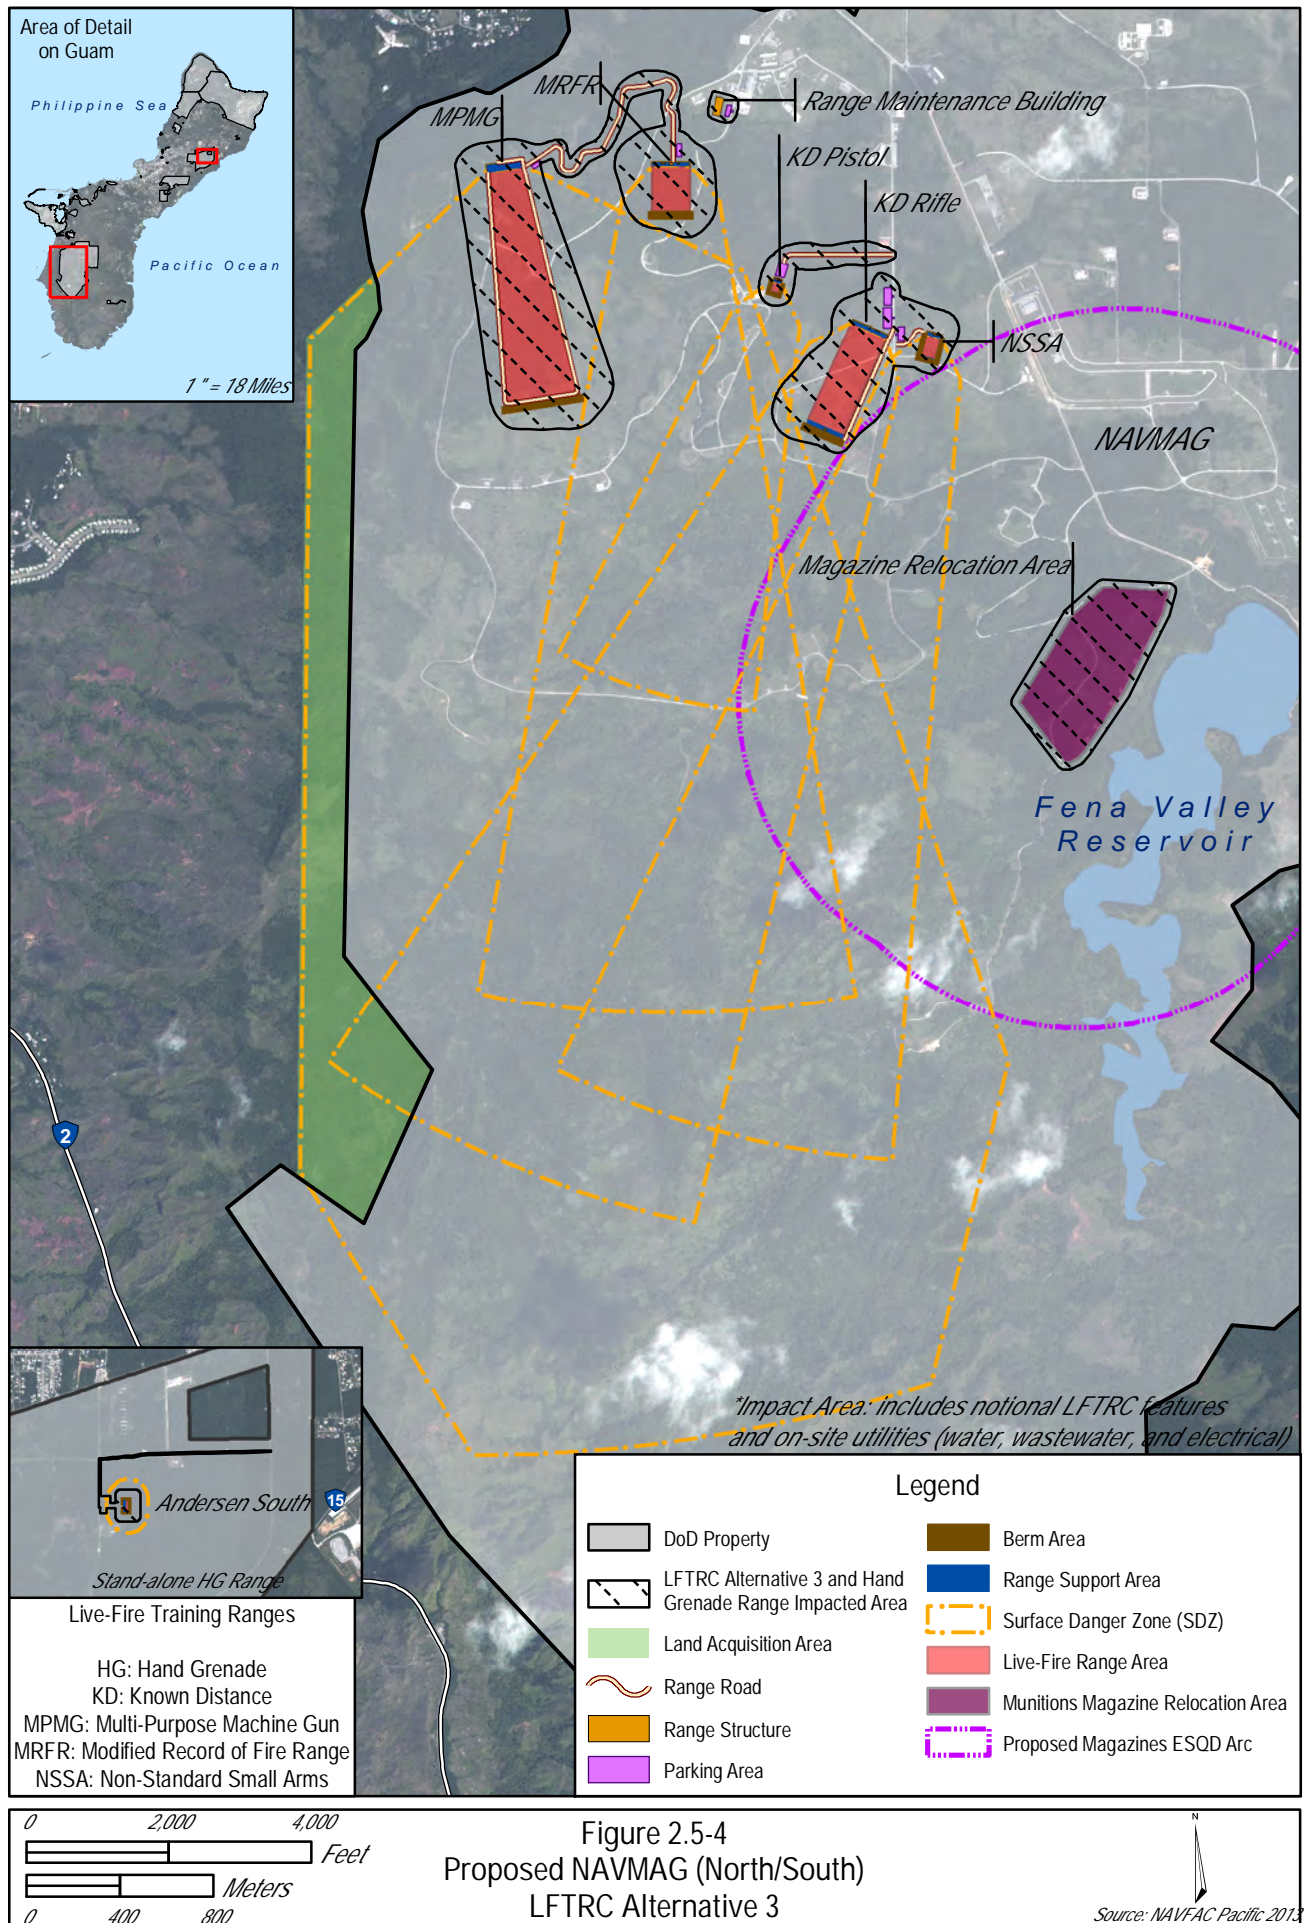 Area of Detail
on Guam
Philippine Sea
Pacific Ocean
1" = 18 Miles
MPMG
MRFR
Range Maintenance Building
KD Pistol
KD Rifle
NSSA
NAVMAG
Magazine Relocation Area
Fena Valley
Reservoir
2
*Impact Area: includes notional LFTRC features
and on-site utilities (water, wastewater, and electrical)
Andersen South
15
Stand-alone HG Range
Live-Fire Training Ranges
HG: Hand Grenade
KD: Known Distance
MPMG: Multi-Purpose Machine Gun
MRFR: Modified Record of Fire Range
NSSA: Non-Standard Small Arms
Legend
DoD Property
LFTRC Alternative 3 and Hand
Grenade Range Impacted Area
Land Acquisition Area
Range Road
Range Structure
Parking Area
Berm Area
Range Support Area
Surface Danger Zone (SDZ)
Live-Fire Range Area
Munitions Magazine Relocation Area
Proposed Magazines ESQD Arc
0 2,000 4,000
Feet
Meters
0 400 800
Figure 2.5-4
Proposed NAVMAG (North/South)
LFTRC Alternative 3
N
Source: NAVFAC Pacific 2013